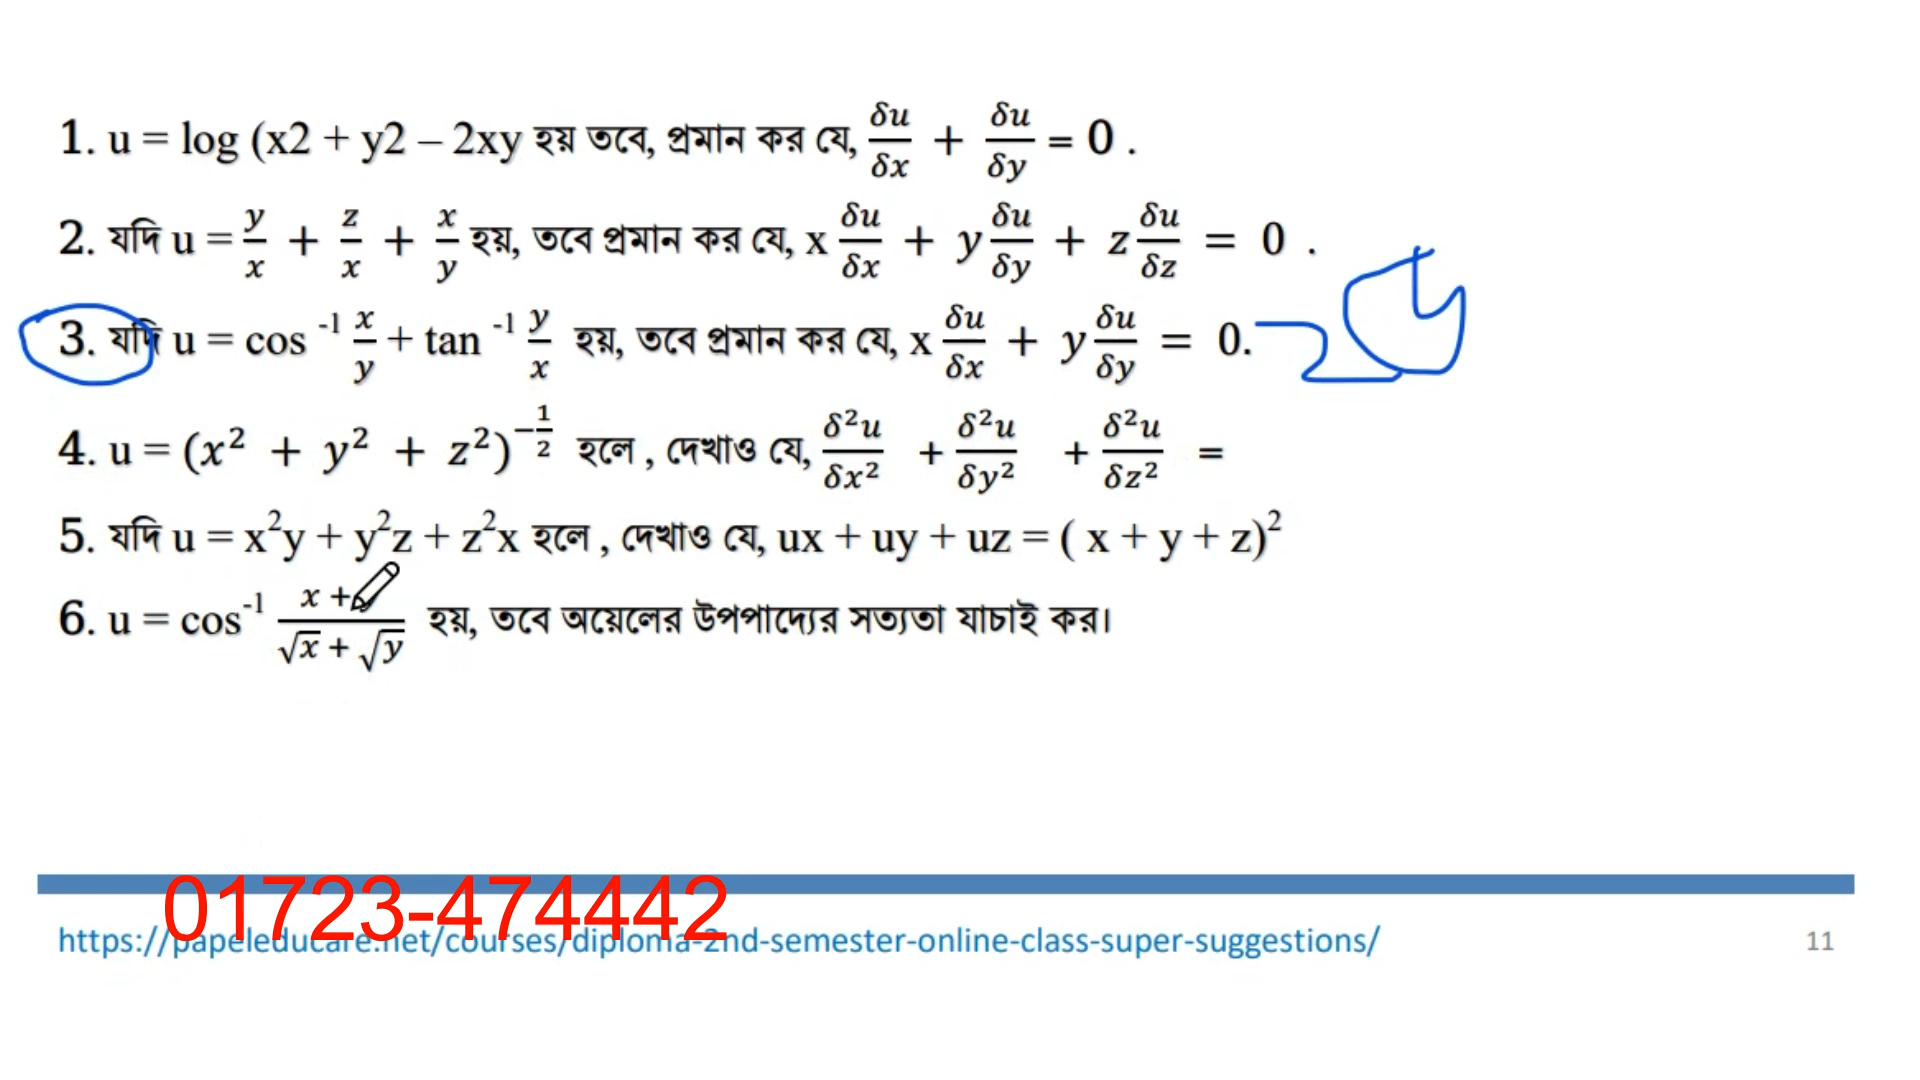 1. u = log (x2 + y2 – 2xy হয় তবে, প্রমান কর যে, δu/δx + δu/δy = 0 .
2. যদি u = y/x + z/x + x/y হয়, তবে প্রমান কর যে, x δu/δx + y δu/δy + z δu/δz = 0 .
3. যদি u = cos ⁻¹ x/y + tan ⁻¹ y/x হয়, তবে প্রমান কর যে, x δu/δx + y δu/δy = 0.
4. u = (x² + y² + z²)^(−1/2) হলে , দেখাও যে, δ²u/δx² + δ²u/δy² + δ²u/δz² =
5. যদি u = x²y + y²z + z²x হলে , দেখাও যে, ux + uy + uz = ( x + y + z)²
6. u = cos⁻¹ x + / √x + √y হয়, তবে অয়েলের উপপাদ্যের সত্যতা যাচাই কর।
01723-474442
https://papeleducare.net/courses/diploma-2nd-semester-online-class-super-suggestions/
11